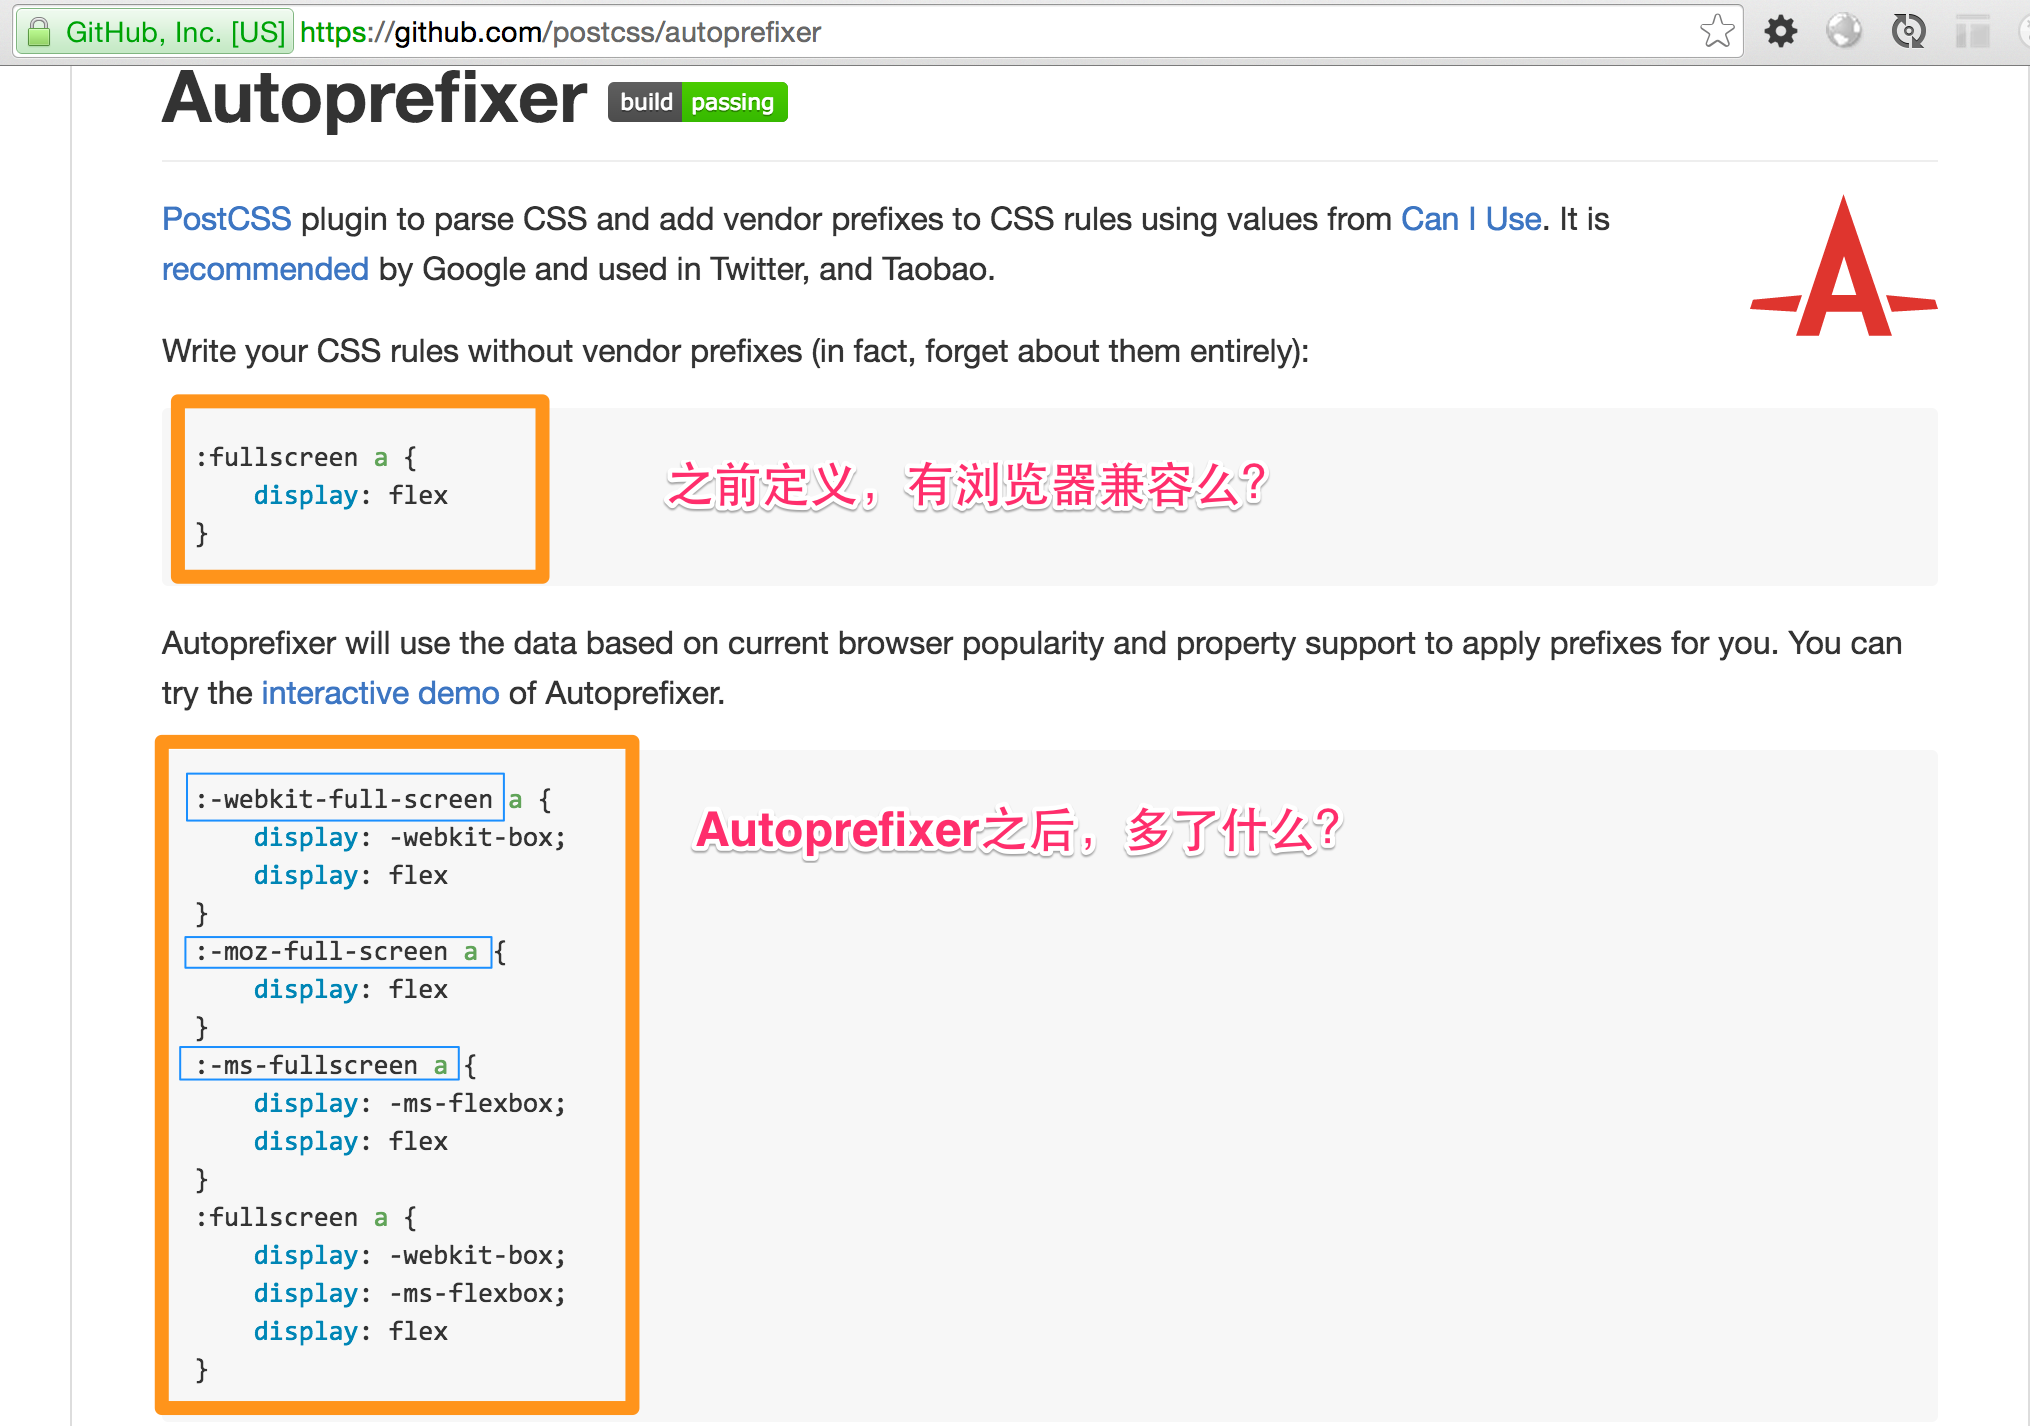 GitHub, Inc. [US] https://github.com/postcss/autoprefixer
Autoprefixer build passing
PostCSS plugin to parse CSS and add vendor prefixes to CSS rules using values from Can I Use. It is
recommended by Google and used in Twitter, and Taobao.
Write your CSS rules without vendor prefixes (in fact, forget about them entirely):
:fullscreen a {
    display: flex
}
之前定义，有浏览器兼容么？
Autoprefixer will use the data based on current browser popularity and property support to apply prefixes for you. You can
try the interactive demo of Autoprefixer.
:-webkit-full-screen a {
    display: -webkit-box;
    display: flex
}
:-moz-full-screen a {
    display: flex
}
:-ms-fullscreen a {
    display: -ms-flexbox;
    display: flex
}
:fullscreen a {
    display: -webkit-box;
    display: -ms-flexbox;
    display: flex
}
Autoprefixer之后，多了什么？